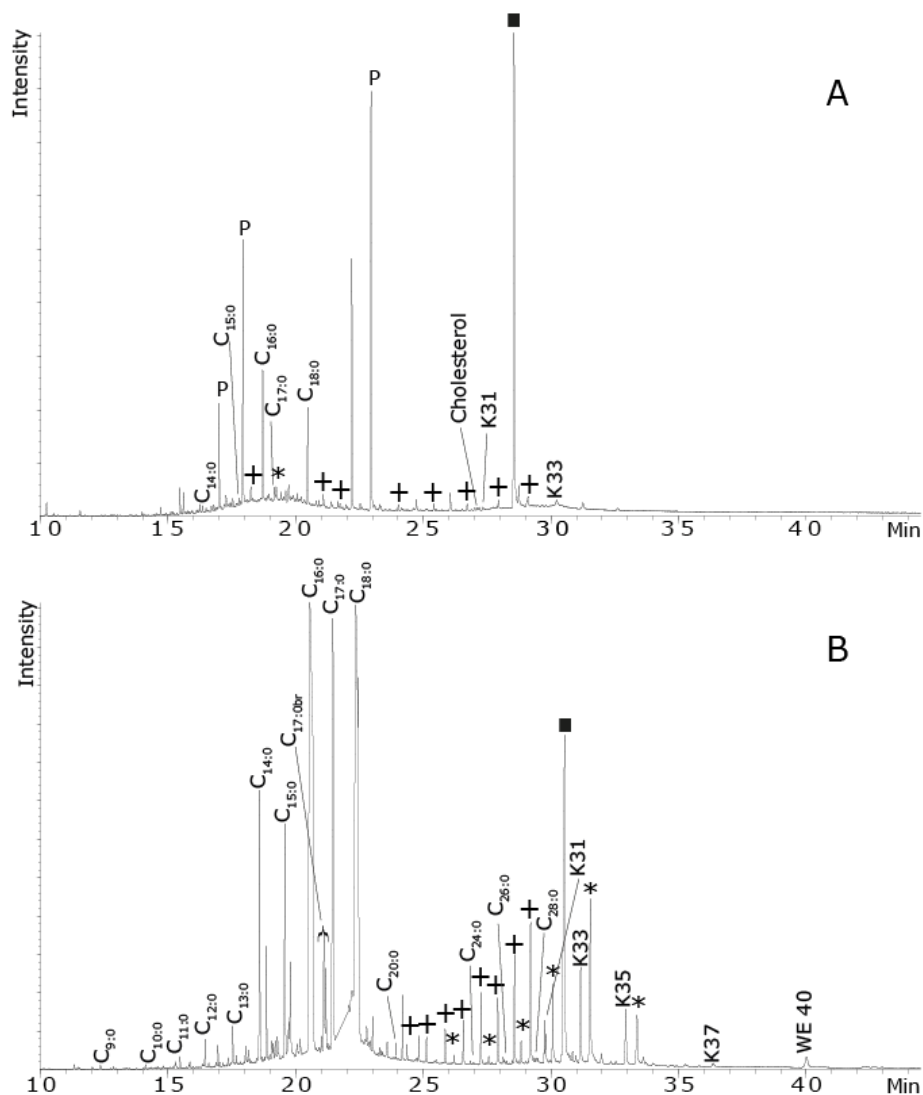 Intensity
A
P
P
P
C₁₄:₀
C₁₅:₀
C₁₆:₀
C₁₇:₀
C₁₈:₀
+
*
+
+
+
+
+
+
+
Cholesterol
K31
■
K33
10 15 20 25 30 35 40 Min
Intensity
B
C₉:₀
C₁₀:₀
C₁₁:₀
C₁₂:₀
C₁₃:₀
C₁₄:₀
C₁₅:₀
C₁₆:₀
C₁₇:₀br
C₁₇:₀
C₁₈:₀
C₂₀:₀
+
+
+
*
+
C₂₄:₀
+
*
+
C₂₆:₀
+
*
+
C₂₈:₀
*
K31
■
K33
*
K35
*
K37
WE 40
10 15 20 25 30 35 40 Min